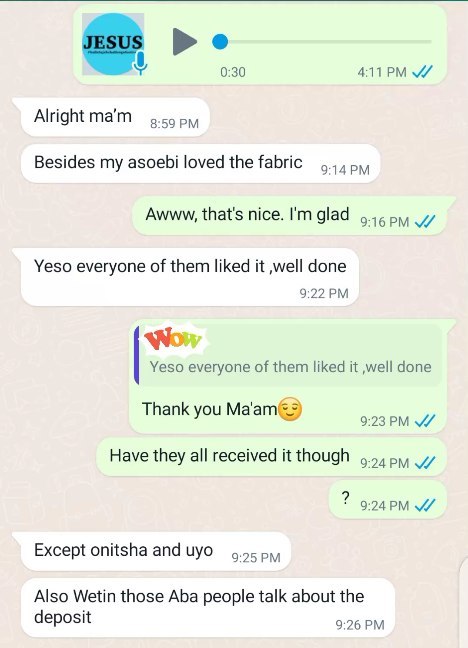 JESUS
0:30
4:11 PM
Alright ma'm
8:59 PM
Besides my asoebi loved the fabric
9:14 PM
Awww, that's nice. I'm glad
9:16 PM
Yeso everyone of them liked it ,well done
9:22 PM
WOW
Yeso everyone of them liked it ,well done
Thank you Ma'am😌
9:23 PM
Have they all received it though
9:24 PM
?
9:24 PM
Except onitsha and uyo
9:25 PM
Also Wetin those Aba people talk about the
deposit
9:26 PM